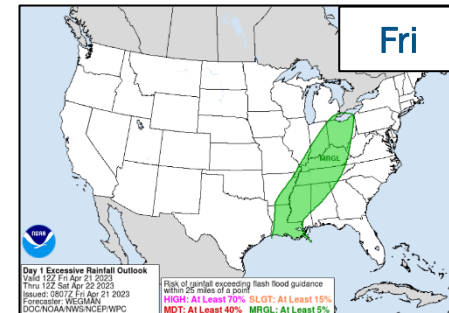 Fri
MRGL
NOAA
Day 1 Excessive Rainfall Outlook
Valid 12Z Fri Apr 21 2023
Thru 12Z Sat Apr 22 2023
Issued: 0807Z Fri Apr 21 2023
Forecaster: WEGMAN
DOC/NOAA/NWS/NCEP/WPC
Risk of rainfall exceeding flash flood guidance
within 25 miles of a point
HIGH: At Least 70% SLGT: At Least 15%
MDT: At Least 40% MRGL: At Least 5%